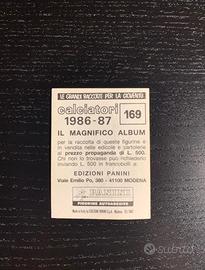 LE GRANDI RACCOLTE PER LA GIOVENTÙ
calciatori
1986-87
169
IL MAGNIFICO ALBUM
per la raccolta di queste figurine è
in vendita nelle edicole e cartolerie
al prezzo propaganda di L. 500.
Chi non lo trovasse può richiederlo
inviando L. 500 in francobolli a:
EDIZIONI PANINI
Viale Emilio Po, 380 - 41100 MODENA
PANINI
FIGURINE AUTOADESIVE
subito